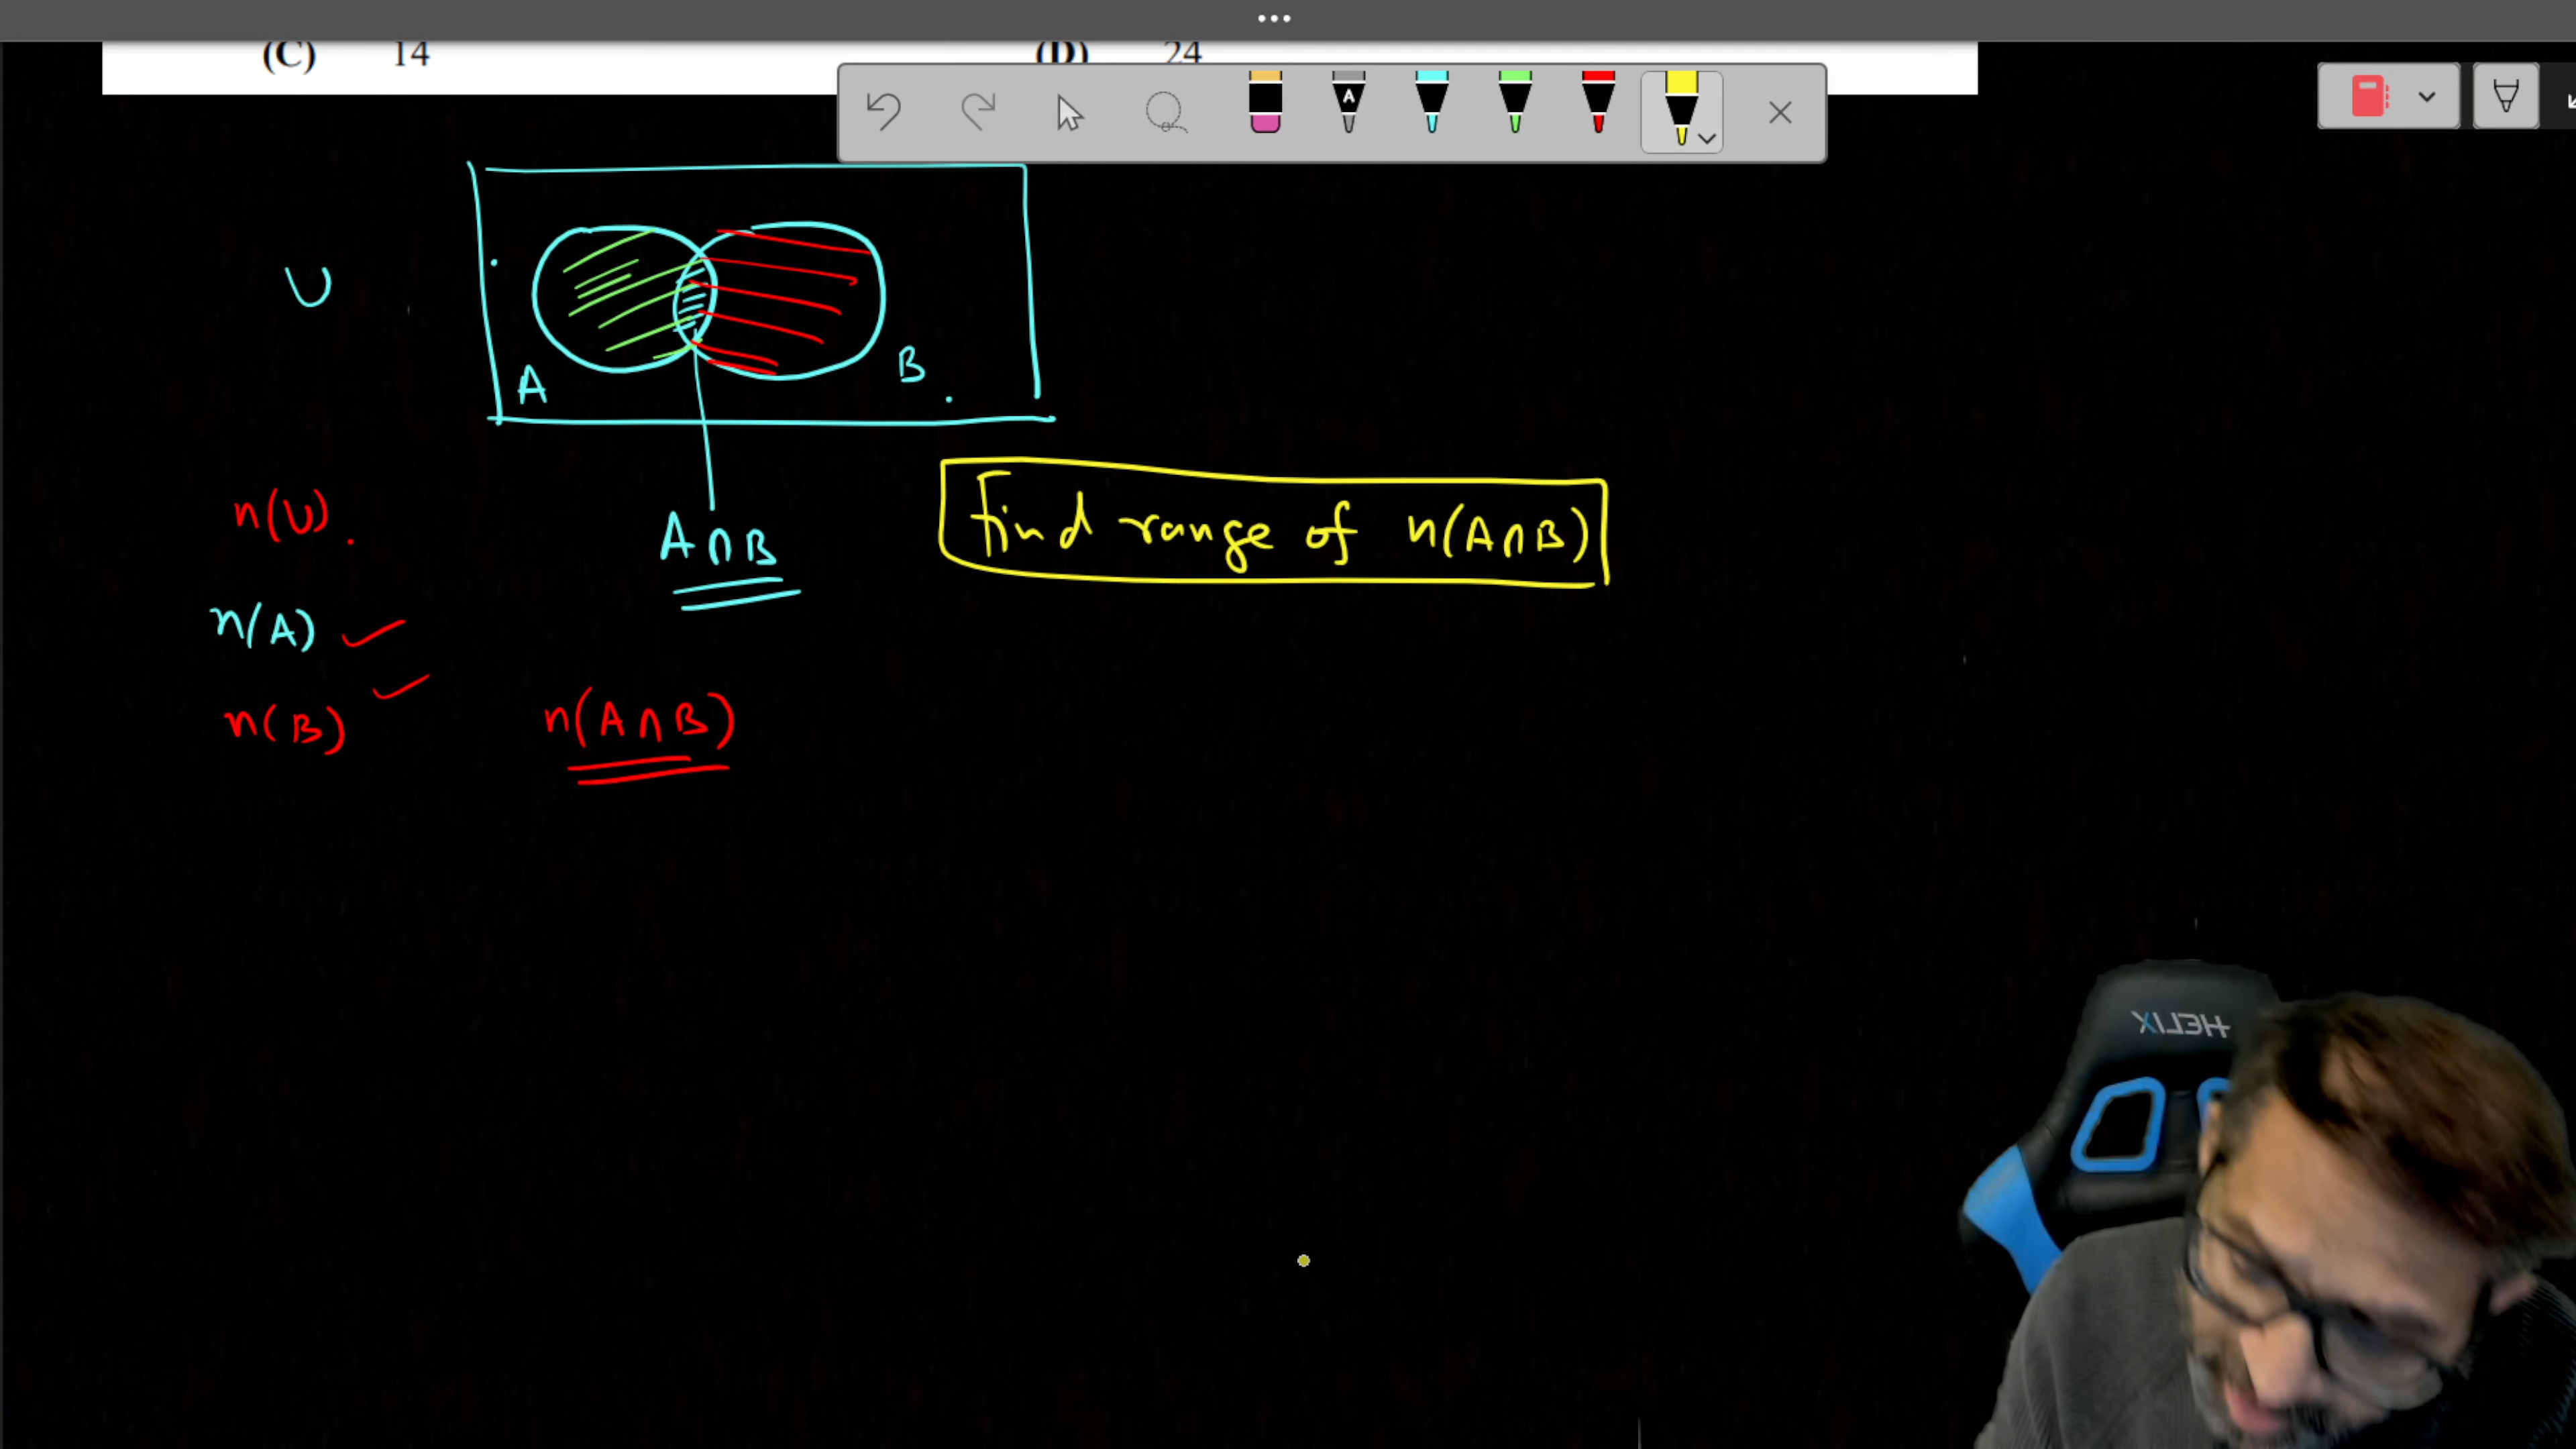 (C) 14 (D) 24
A
U
A
B
n(U).
A∩B
Find range of n(A∩B)
n(A)
n(B)
n(A∩B)
HELIX